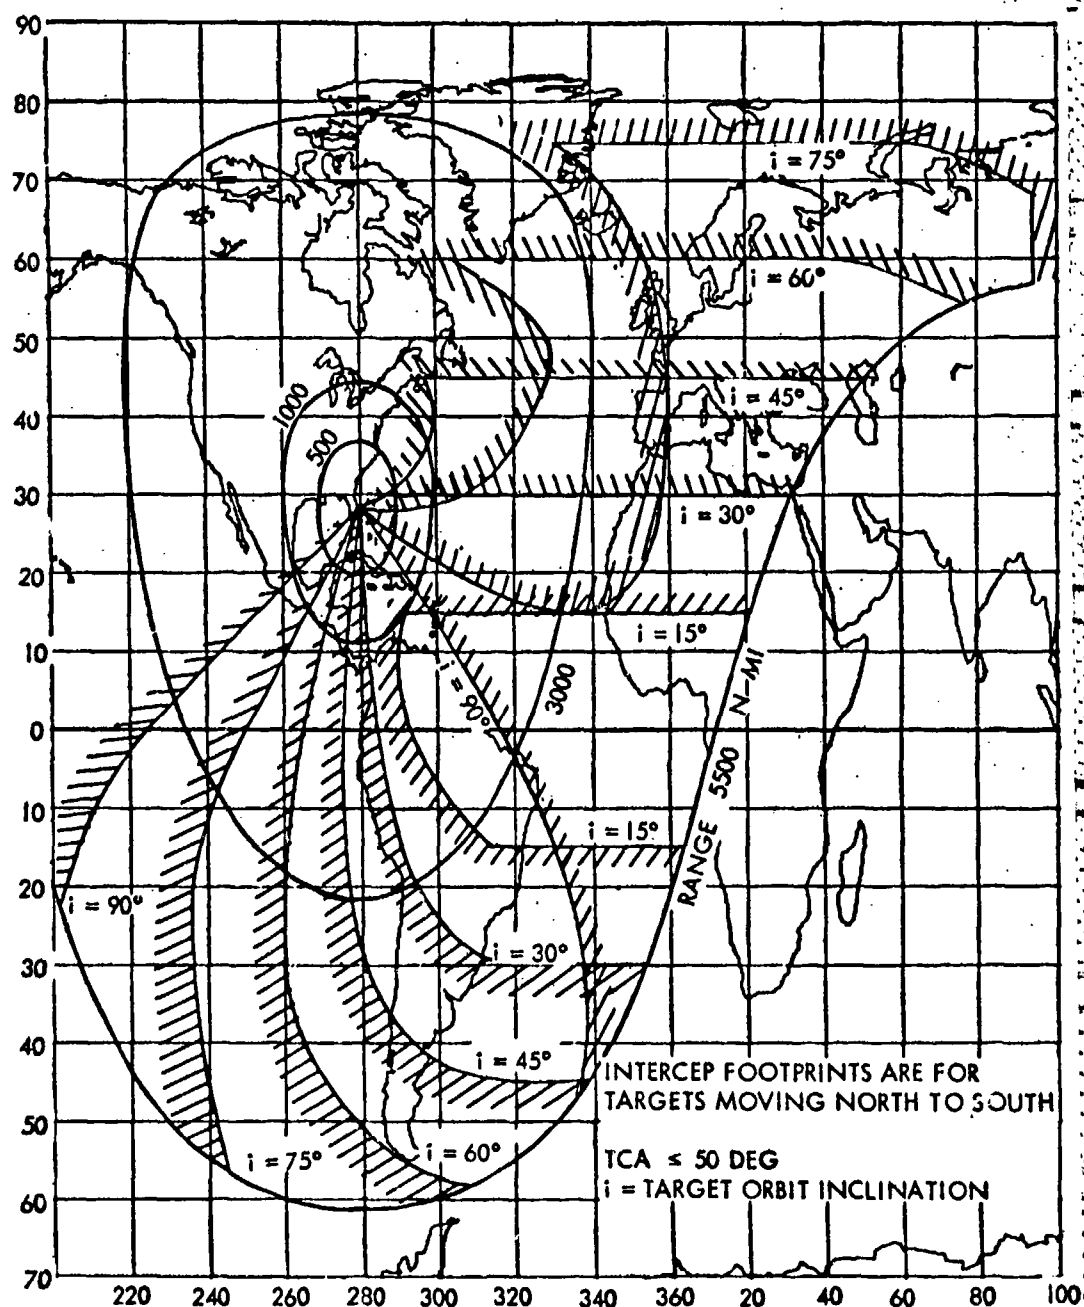 90
80
70
60
50
40
30
20
10
0
10
20
30
40
50
60
70
i = 75°
i = 60°
i = 45°
i = 30°
i = 15°
1000
500
i = 90°
3000
RANGE 5500 N-MI
i = 15°
i = 90°
i = 30°
i = 45°
i = 75°
i = 60°
INTERCEP FOOTPRINTS ARE FOR
TARGETS MOVING NORTH TO SOUTH
TCA ≤ 50 DEG
i = TARGET ORBIT INCLINATION
220 240 260 280 300 320 340 360 20 40 60 80 100